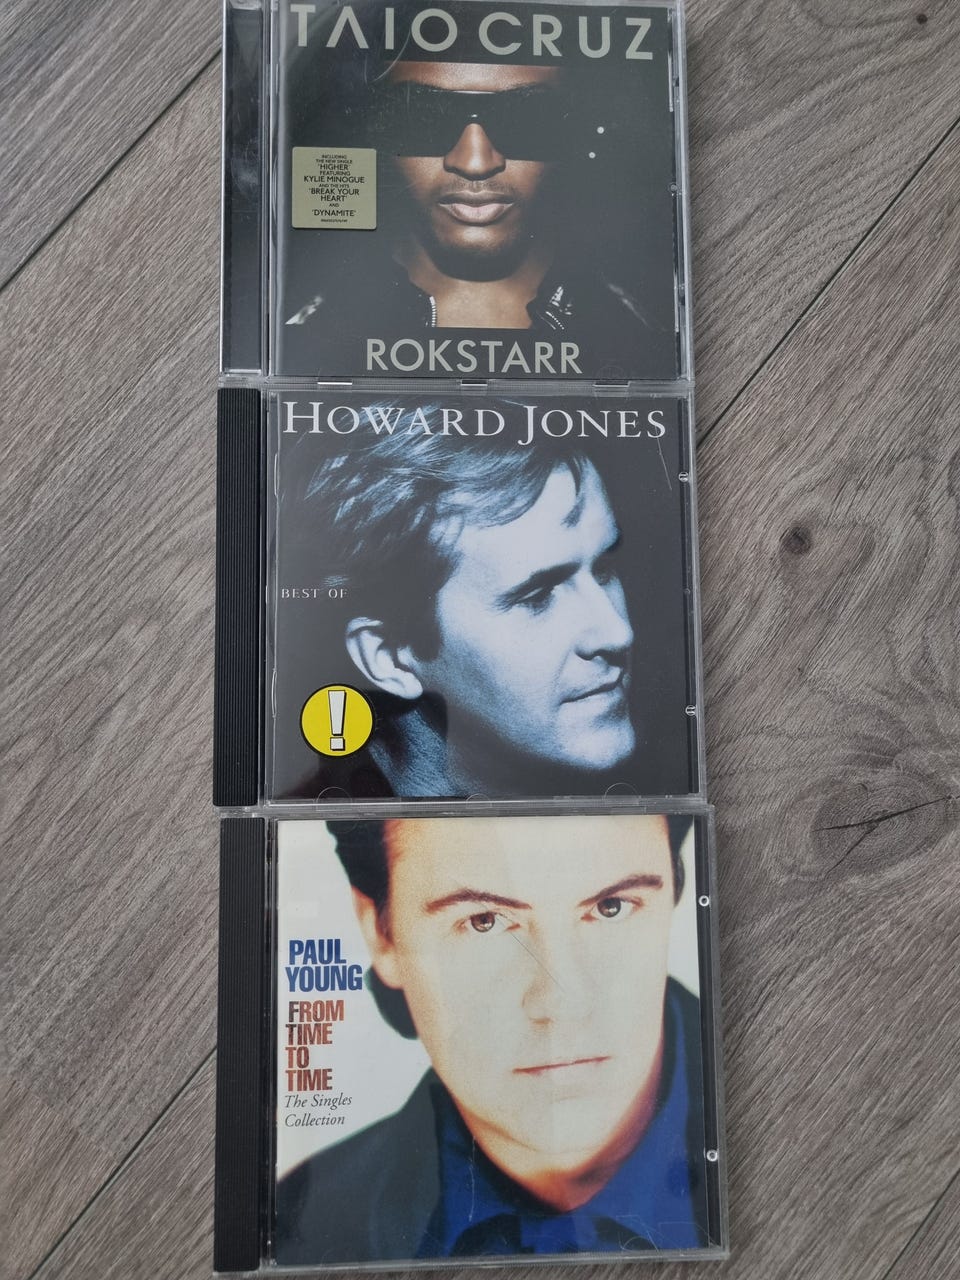 TAIO CRUZ
INCLUDING
THE NEW SINGLE
'HIGHER'
FEATURING
KYLIE MINOGUE
AND THE HITS
'BREAK YOUR
HEART'
AND
'DYNAMITE'
ROKSTARR
HOWARD JONES
BEST OF
!
PAUL
YOUNG
FROM
TIME
TO
TIME
The Singles
Collection